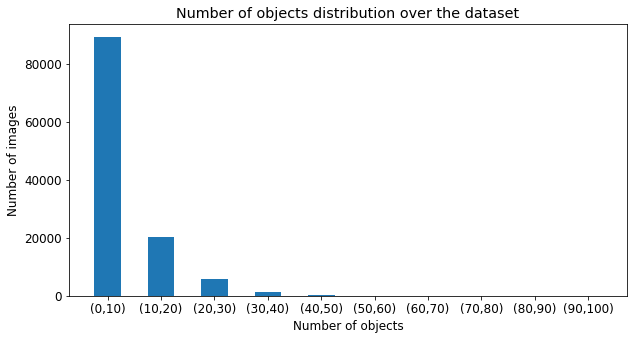 Number of objects distribution over the dataset
Number of images
80000
60000
40000
20000
0
(0,10) (10,20) (20,30) (30,40) (40,50) (50,60) (60,70) (70,80) (80,90) (90,100)
Number of objects